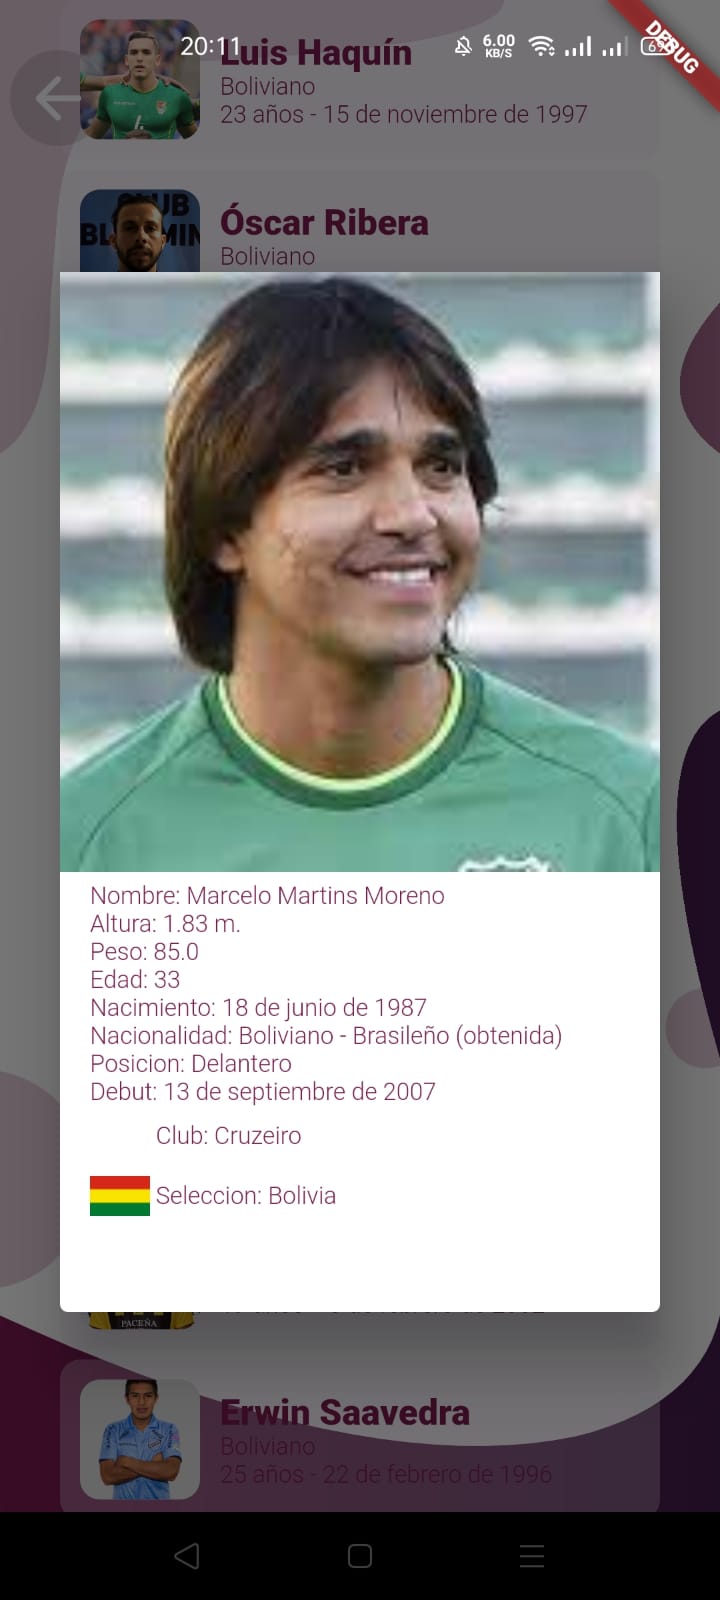 20:11
6.00
KB/S
DEBUG
Luis Haquín
Boliviano
23 años - 15 de noviembre de 1997
CLUB
Óscar Ribera
Boliviano
Nombre: Marcelo Martins Moreno
Altura: 1.83 m.
Peso: 85.0
Edad: 33
Nacimiento: 18 de junio de 1987
Nacionalidad: Boliviano - Brasileño (obtenida)
Posicion: Delantero
Debut: 13 de septiembre de 2007
Club: Cruzeiro
Seleccion: Bolivia
PACEÑA
Erwin Saavedra
Boliviano
25 años - 22 de febrero de 1996